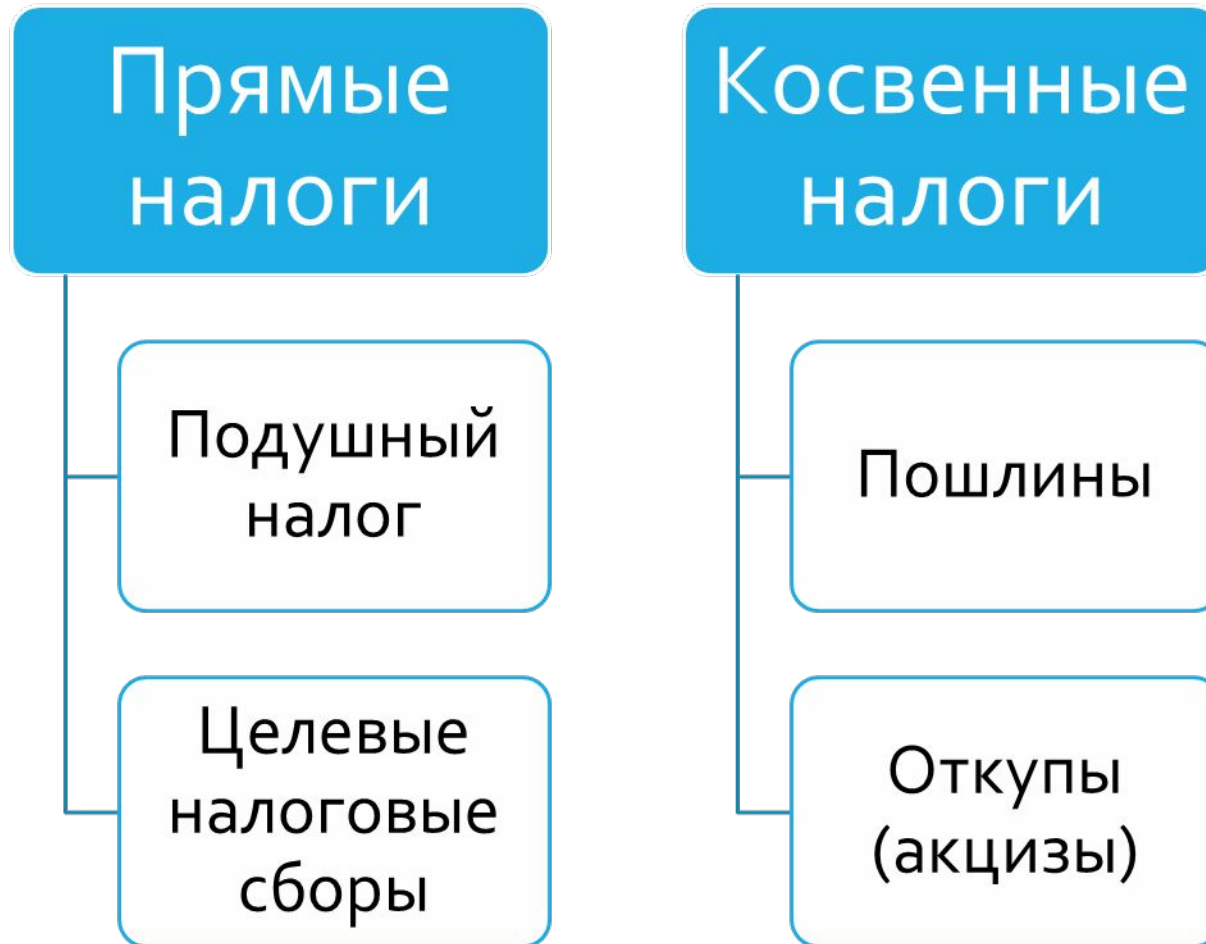 Прямые
налоги
Подушный
налог
Целевые
налоговые
сборы
Косвенные
налоги
Пошлины
Откупы
(акцизы)